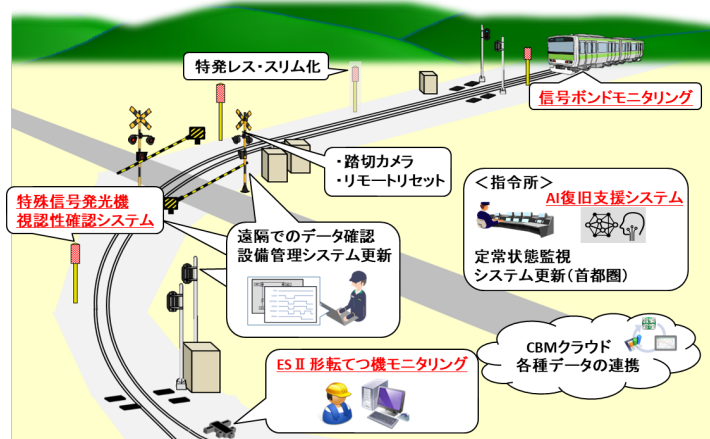 特発レス・スリム化
信号ボンドモニタリング
・踏切カメラ
・リモートリセット
＜指令所＞
AI復旧支援システム
定常状態監視
システム更新（首都圏）
特殊信号発光機
視認性確認システム
遠隔でのデータ確認
設備管理システム更新
CBMクラウド
各種データの連携
ESⅡ形転てつ機モニタリング